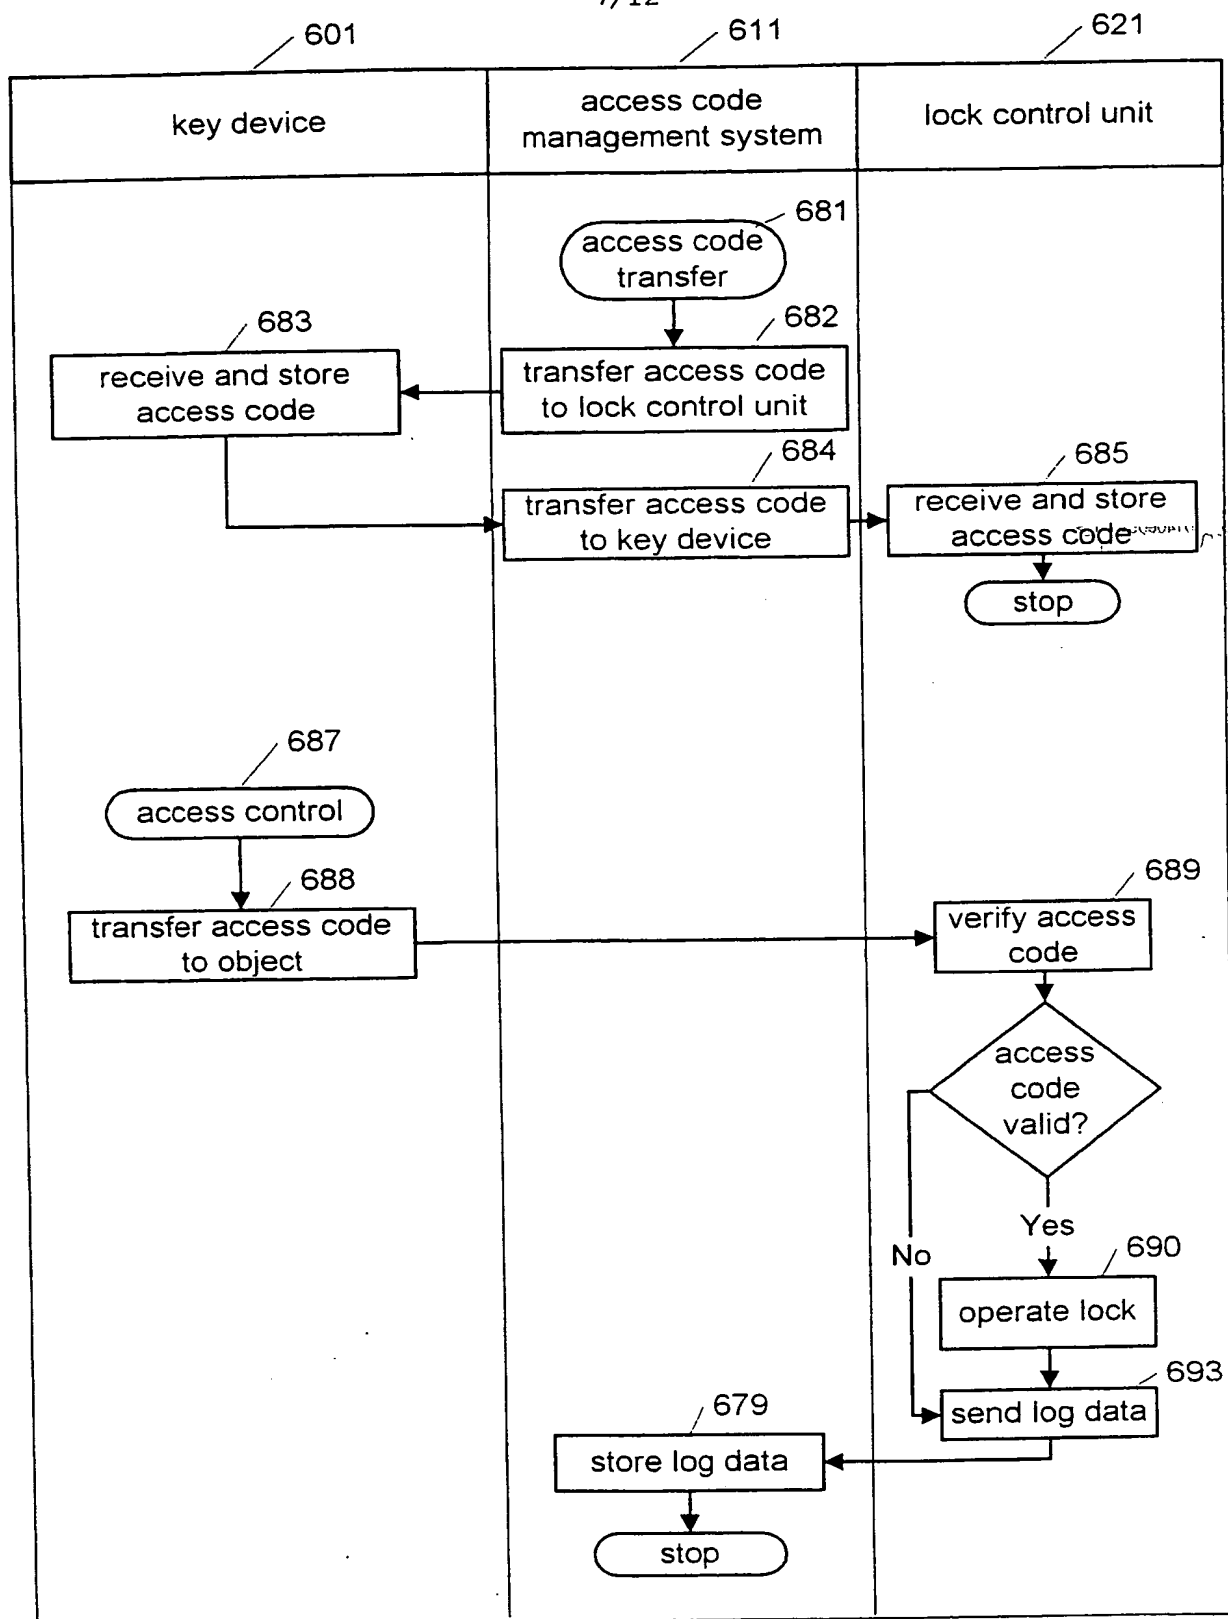 7/12
601
611
621
key device
access code
management system
lock control unit
681
access code
transfer
683
682
receive and store
access code
transfer access code
to lock control unit
684
685
transfer access code
to key device
receive and store
access code
stop
687
access control
688
689
transfer access code
to object
verify access
code
access
code
valid?
Yes
No
690
operate lock
693
send log data
679
store log data
stop